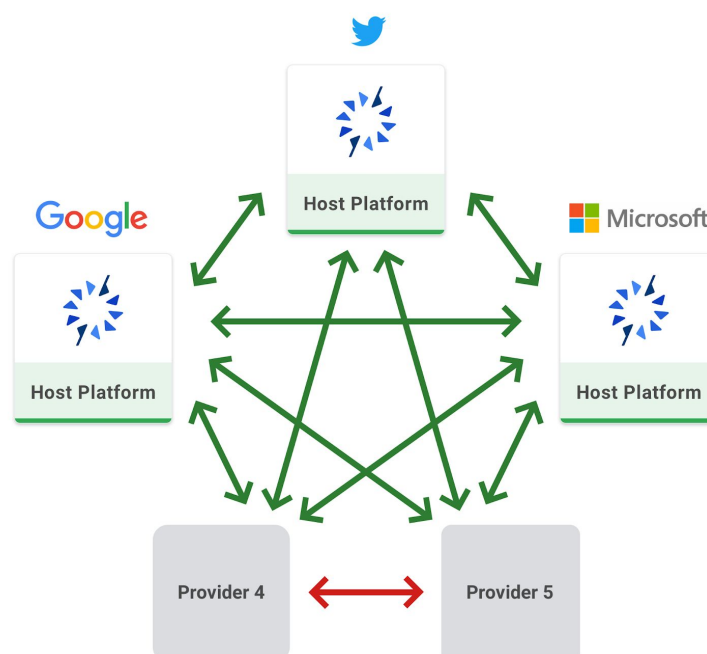 Host Platform
Google
Microsoft
Host Platform
Host Platform
Provider 4
Provider 5